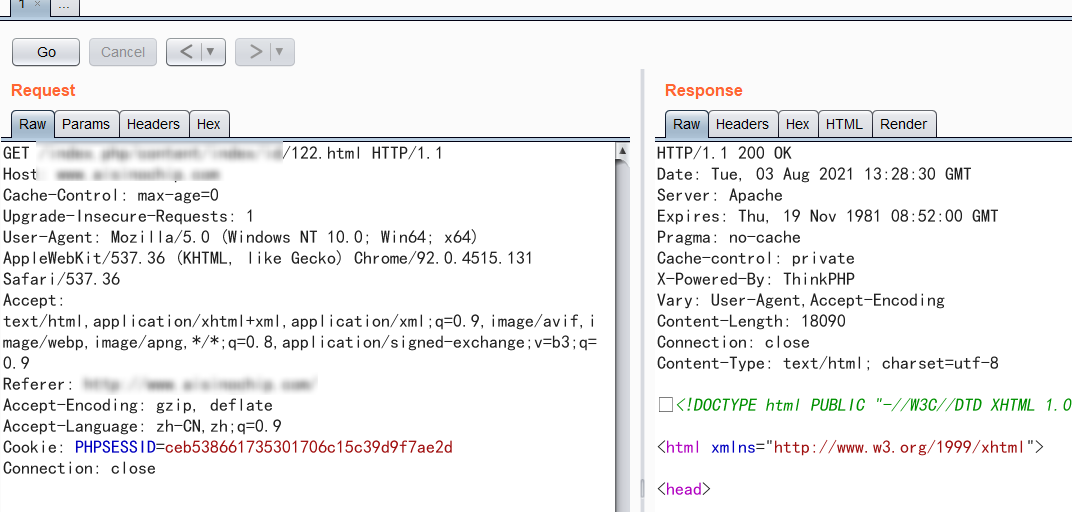 1 ×
...
Go
Cancel
<
>
Request
Raw
Params
Headers
Hex
GET /122.html HTTP/1.1
Host
Cache-Control: max-age=0
Upgrade-Insecure-Requests: 1
User-Agent: Mozilla/5.0 (Windows NT 10.0; Win64; x64)
AppleWebKit/537.36 (KHTML, like Gecko) Chrome/92.0.4515.131
Safari/537.36
Accept:
text/html,application/xhtml+xml,application/xml;q=0.9,image/avif,i
mage/webp,image/apng,*/*;q=0.8,application/signed-exchange;v=b3;q=
0.9
Referer:
Accept-Encoding: gzip, deflate
Accept-Language: zh-CN,zh;q=0.9
Cookie: PHPSESSID=ceb538661735301706c15c39d9f7ae2d
Connection: close
Response
Raw
Headers
Hex
HTML
Render
HTTP/1.1 200 OK
Date: Tue, 03 Aug 2021 13:28:30 GMT
Server: Apache
Expires: Thu, 19 Nov 1981 08:52:00 GMT
Pragma: no-cache
Cache-control: private
X-Powered-By: ThinkPHP
Vary: User-Agent,Accept-Encoding
Content-Length: 18090
Connection: close
Content-Type: text/html; charset=utf-8
<!DOCTYPE html PUBLIC "-//W3C//DTD XHTML 1.0
<html xmlns="http://www.w3.org/1999/xhtml">
<head>